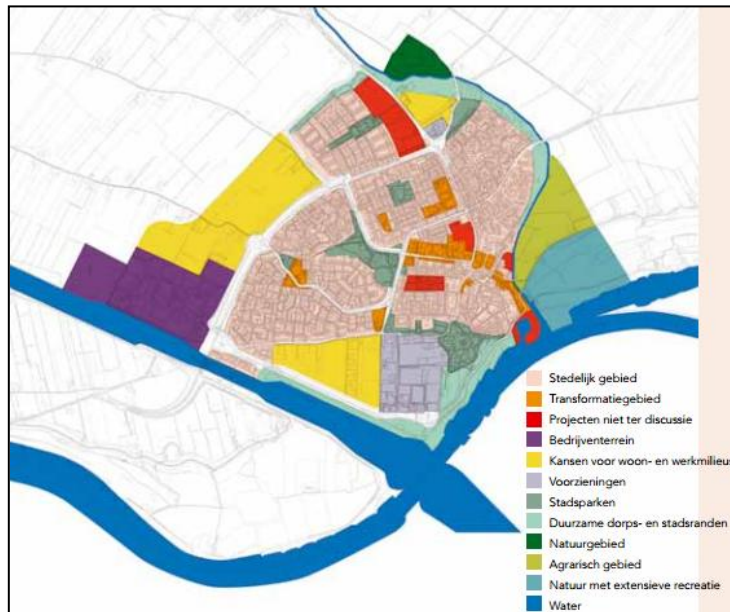 Stedelijk gebied
Transformatiegebied
Projecten niet ter discussie
Bedrijventerrein
Kansen voor woon- en werkmilieus
Voorzieningen
Stadsparken
Duurzame dorps- en stadsranden
Natuurgebied
Agrarisch gebied
Natuur met extensieve recreatie
Water